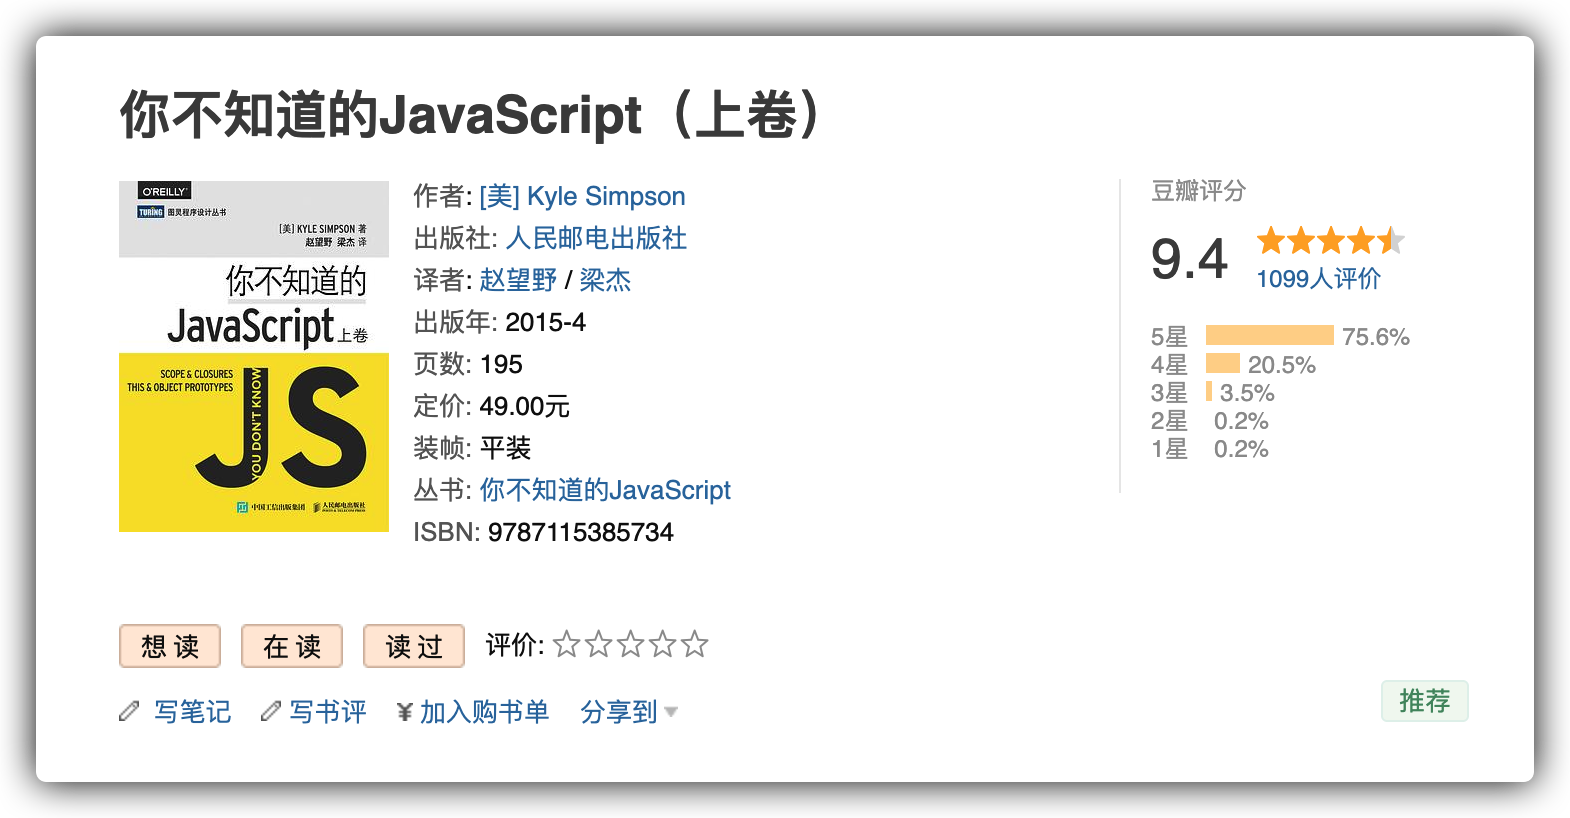 你不知道的JavaScript（上卷）
O'REILLY
TURING 图灵程序设计丛书
[美] KYLE SIMPSON 著
赵望野 梁杰 译
你不知道的
JavaScript 上卷
SCOPE & CLOSURES
THIS & OBJECT PROTOTYPES
JS
YOU DON'T KNOW
中国工信出版集团 人民邮电出版社
POSTS & TELECOM PRESS
作者: [美] Kyle Simpson
出版社: 人民邮电出版社
译者: 赵望野 / 梁杰
出版年: 2015-4
页数: 195
定价: 49.00元
装帧: 平装
丛书: 你不知道的JavaScript
ISBN: 9787115385734
豆瓣评分
9.4
1099人评价
5星 75.6%
4星 20.5%
3星 3.5%
2星 0.2%
1星 0.2%
想读 在读 读过 评价:
写笔记 写书评 ¥ 加入购书单 分享到
推荐